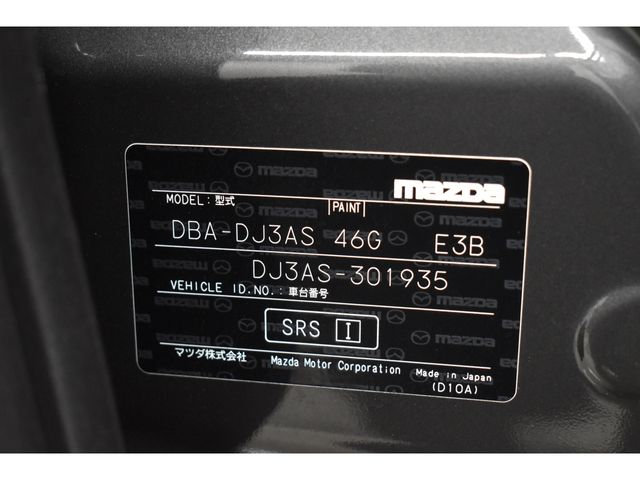 mazda
MODEL:型式 PAINT
DBA-DJ3AS 46G E3B
DJ3AS-301935
VEHICLE ID.NO.:車台番号
SRS I
マツダ株式会社 Mazda Motor Corporation Made in Japan
(D10A)